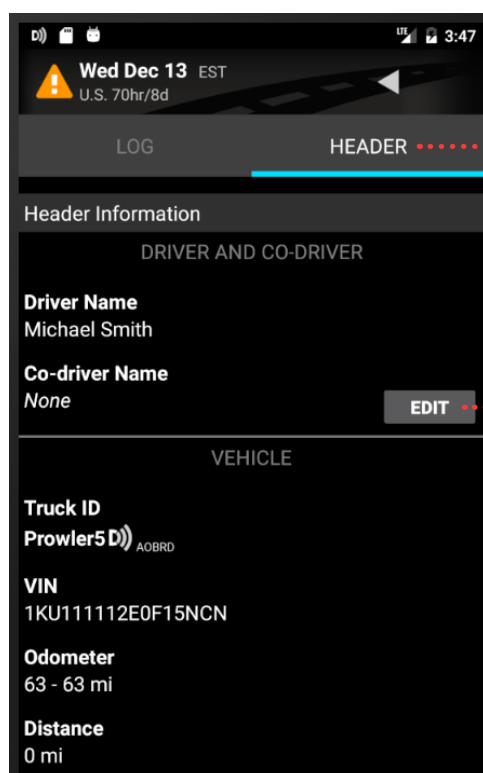 D)) LTE 3:47
Wed Dec 13 EST
U.S. 70hr/8d
LOG HEADER
Header Information
DRIVER AND CO-DRIVER
Driver Name
Michael Smith
Co-driver Name
None
EDIT
VEHICLE
Truck ID
Prowler5 D)) AOBRD
VIN
1KU111112E0F15NCN
Odometer
63 - 63 mi
Distance
0 mi